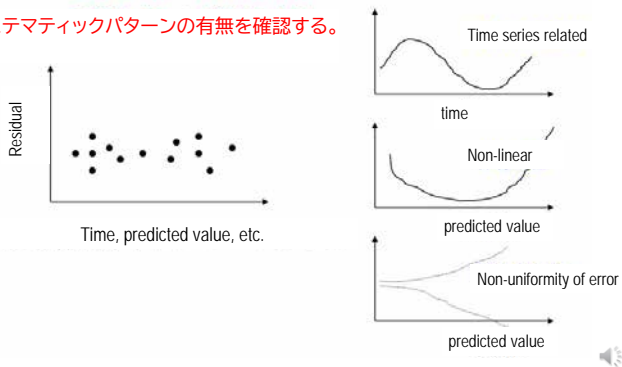 テマティックパターンの有無を確認する。
Residual
Time, predicted value, etc.
Time series related
time
Non-linear
predicted value
Non-uniformity of error
predicted value